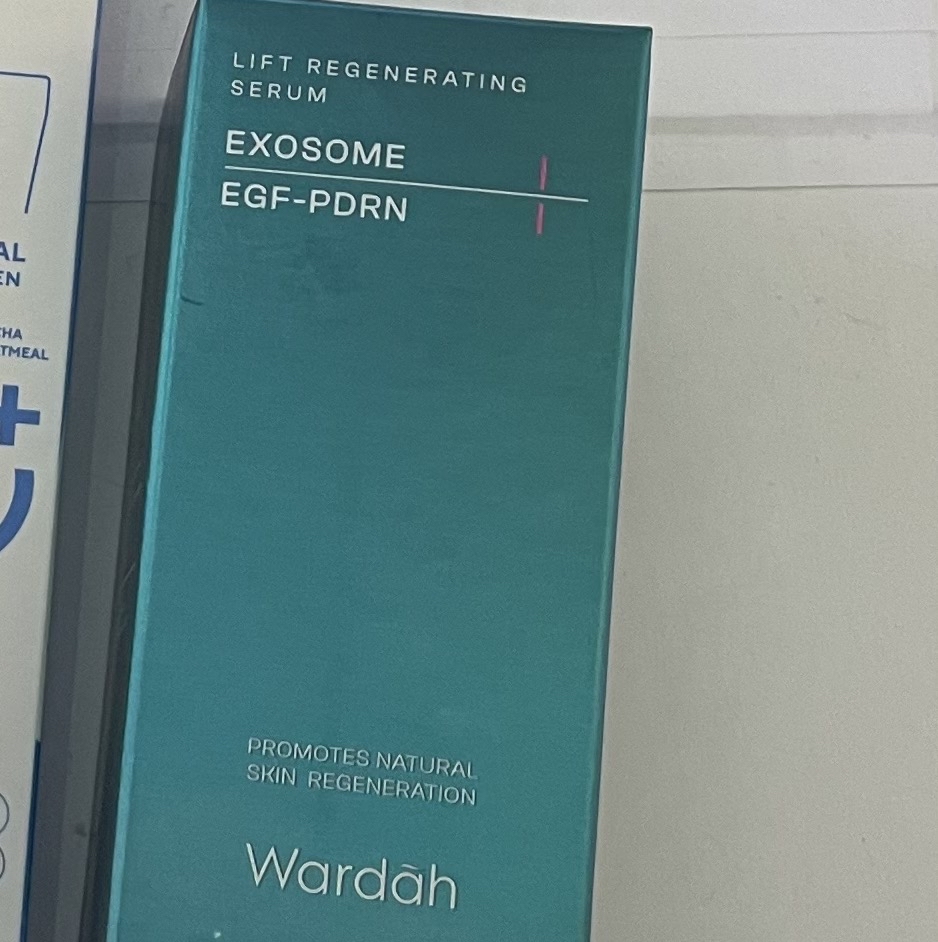 LIFT REGENERATING
SERUM
EXOSOME
EGF-PDRN
PROMOTES NATURAL
SKIN REGENERATION
Wardāh
AL
EN
CHA
TMEAL
+